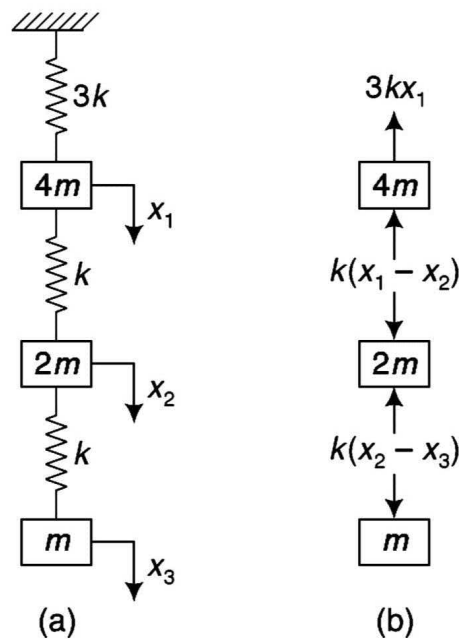 3k
4m
x₁
k
2m
x₂
k
m
x₃
(a)
3kx₁
4m
k(x₁ − x₂)
2m
k(x₂ − x₃)
m
(b)